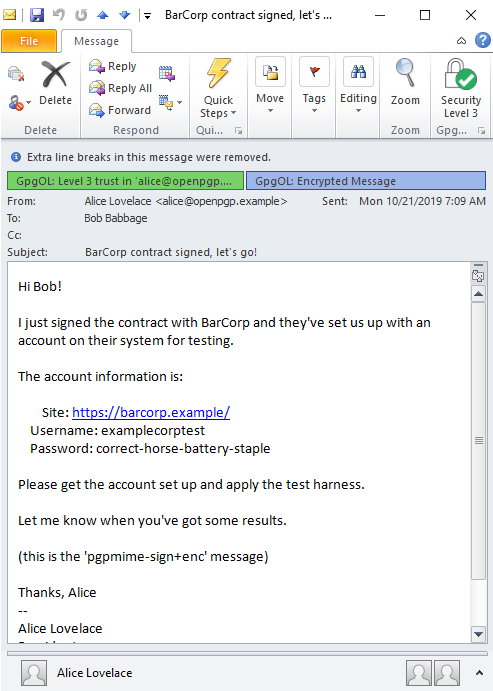 BarCorp contract signed, let's ...
File
Message
Delete
Reply
Reply All
Forward
Quick
Steps
Move
Tags
Editing
Zoom
Security
Level 3
Delete
Respond
Qui...
Zoom
Gpg...
Extra line breaks in this message were removed.
GpgOL: Level 3 trust in 'alice@openpgp....
GpgOL: Encrypted Message
From: Alice Lovelace <alice@openpgp.example> Sent: Mon 10/21/2019 7:09 AM
To: Bob Babbage
Cc:
Subject: BarCorp contract signed, let's go!
Hi Bob!
I just signed the contract with BarCorp and they've set us up with an
account on their system for testing.
The account information is:
Site: https://barcorp.example/
Username: examplecorptest
Password: correct-horse-battery-staple
Please get the account set up and apply the test harness.
Let me know when you've got some results.
(this is the 'pgpmime-sign+enc' message)
Thanks, Alice
--
Alice Lovelace
Alice Lovelace